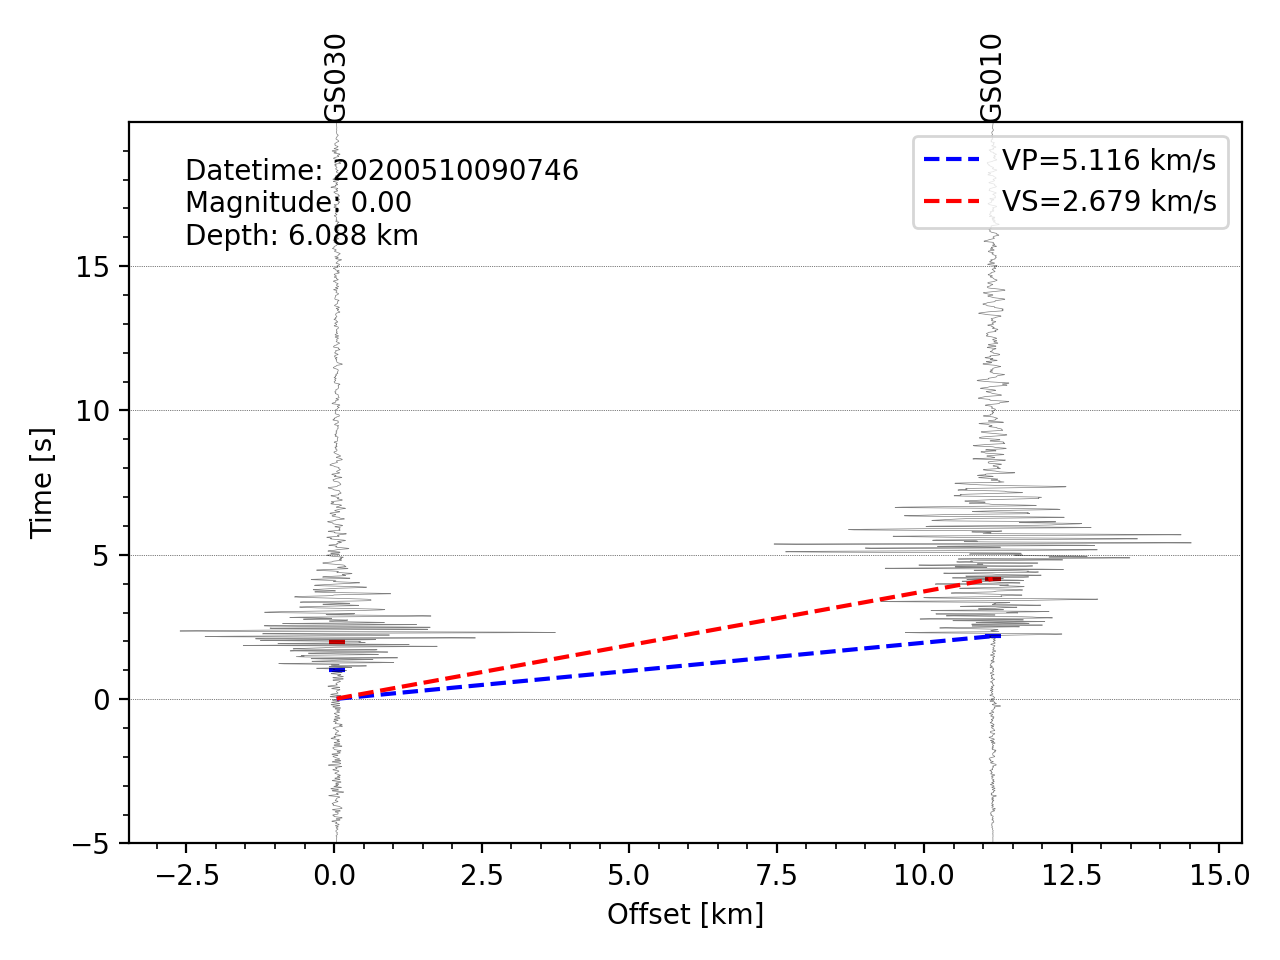 GS030
GS010
Datetime: 20200510090746
Magnitude: 0.00
Depth: 6.088 km
VP=5.116 km/s
VS=2.679 km/s
15
10
5
0
−5
Time [s]
−2.5 0.0 2.5 5.0 7.5 10.0 12.5 15.0
Offset [km]